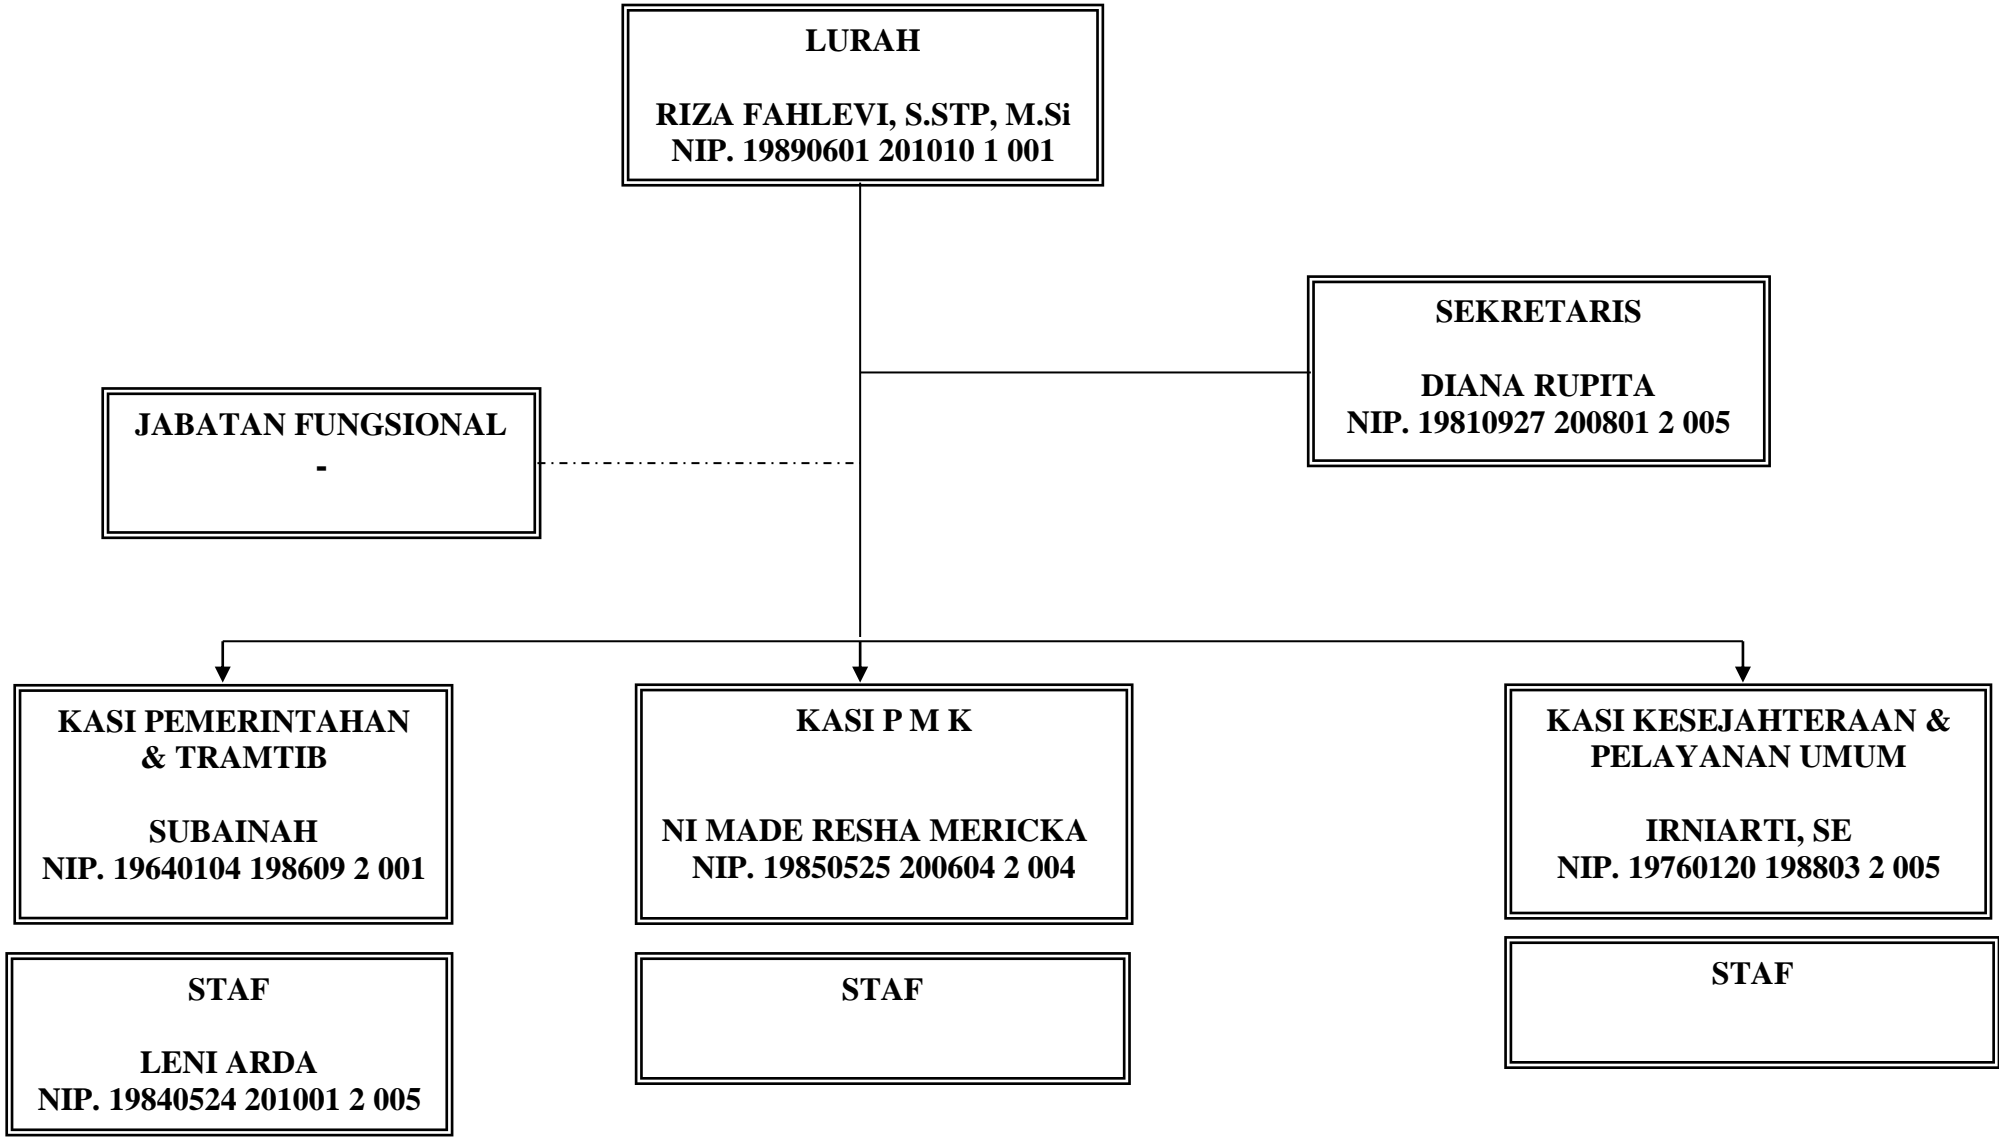 LURAH
RIZA FAHLEVI, S.STP, M.Si
NIP. 19890601 201010 1 001
SEKRETARIS
DIANA RUPITA
NIP. 19810927 200801 2 005
JABATAN FUNGSIONAL
-
KASI PEMERINTAHAN
& TRAMTIB
SUBAINAH
NIP. 19640104 198609 2 001
KASI P M K
NI MADE RESHA MERICKA
NIP. 19850525 200604 2 004
KASI KESEJAHTERAAN &
PELAYANAN UMUM
IRNIARTI, SE
NIP. 19760120 198803 2 005
STAF
LENI ARDA
NIP. 19840524 201001 2 005
STAF
STAF